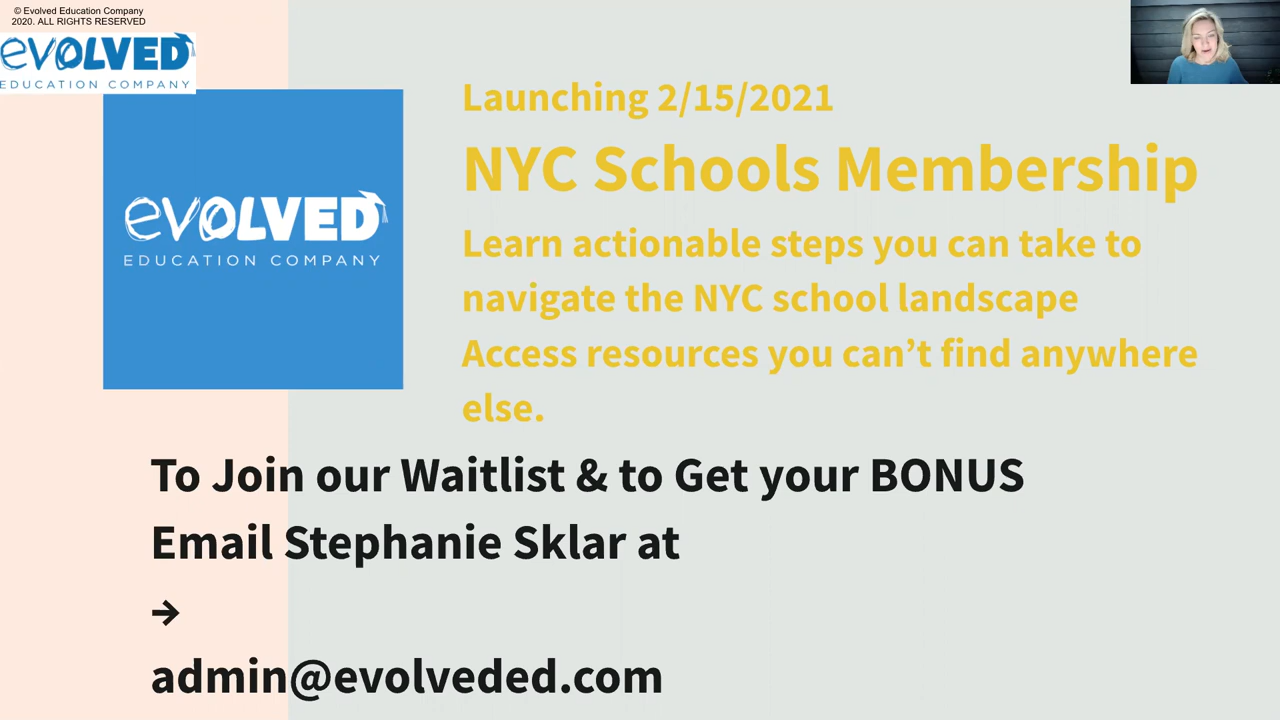 © Evolved Education Company
2020. ALL RIGHTS RESERVED
evOLVED
EDUCATION COMPANY
evOLVED
EDUCATION COMPANY
Launching 2/15/2021
NYC Schools Membership
Learn actionable steps you can take to
navigate the NYC school landscape
Access resources you can’t find anywhere
else.
To Join our Waitlist & to Get your BONUS
Email Stephanie Sklar at
→
admin@evolveded.com